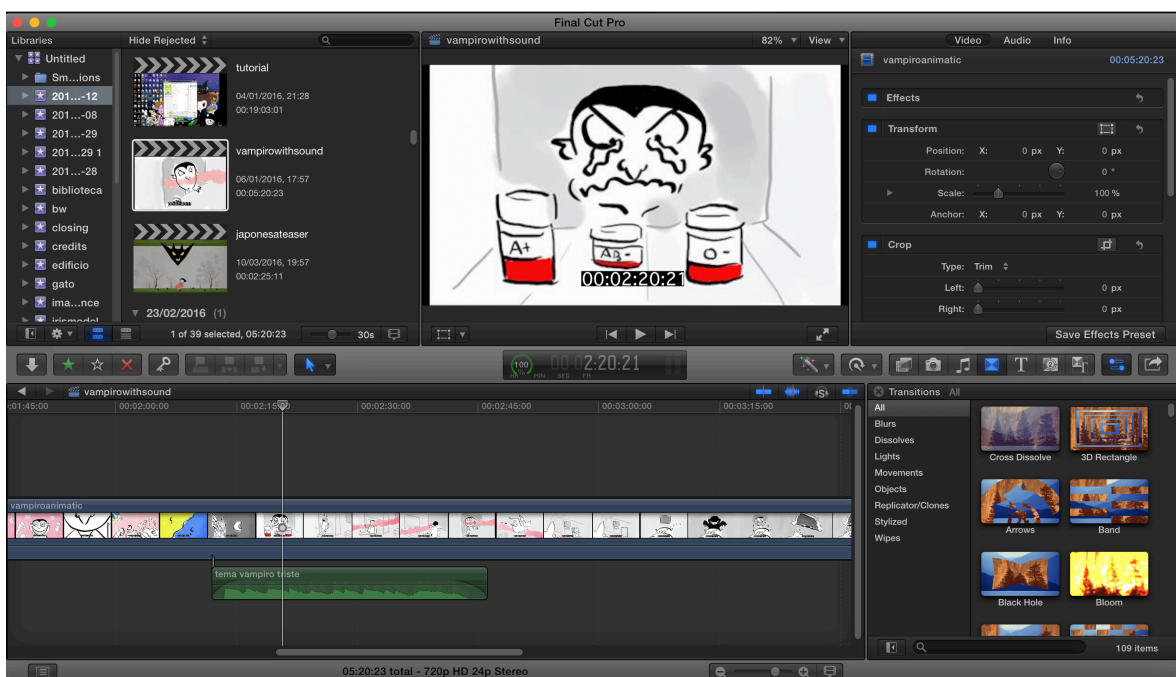 Final Cut Pro
Libraries
Hide Rejected
vampirowithsound
82%
View
Video
Audio
Info
Untitled
Sm...ions
201...-12
201...-08
201...-29
201...29 1
201...-28
biblioteca
bw
closing
credits
edificio
gato
ima...nce
irismodel
tutorial
04/01/2016, 21:28
00:19:03:01
vampirowithsound
06/01/2016, 17:57
00:05:20:23
japonesateaser
10/03/2016, 19:57
00:02:25:11
23/02/2016 (1)
1 of 39 selected, 05:20:23
30s
A+
AB-
O-
00:02:20:21
vampiroanimatic
00:05:20:23
Effects
Transform
Position: X: 0 px Y: 0 px
Rotation: 0 °
Scale: 100 %
Anchor: X: 0 px Y: 0 px
Crop
Type: Trim
Left: 0 px
Right: 0 px
Save Effects Preset
100
%
00:02:20:21
HR MIN SEC FR
vampirowithsound
00:02:00:00
00:02:30:00
00:02:45:00
00:03:00:00
00:03:15:00
vampiroanimatic
tema vampiro triste
05:20:23 total - 720p HD 24p Stereo
Transitions All
All
Blurs
Dissolves
Lights
Movements
Objects
Replicator/Clones
Stylized
Wipes
Cross Dissolve
3D Rectangle
Arrows
Band
Black Hole
Bloom
109 items